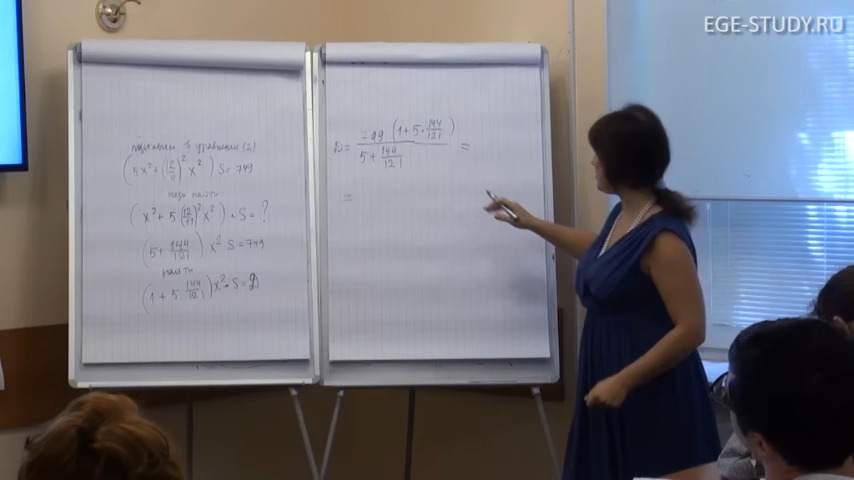 EGE-STUDY.RU
подставим в уравнение (2)
(5x² + (12/11)² x²) S = 749
надо найти
(x² + 5·(12/11)² x²) · S = ?
(5 + 144/121) x² · S = 749
найти
(1 + 5 · 144/121) x² · S = D
D = 749 (1 + 5 · 144/121) / (5 + 144/121) =
=